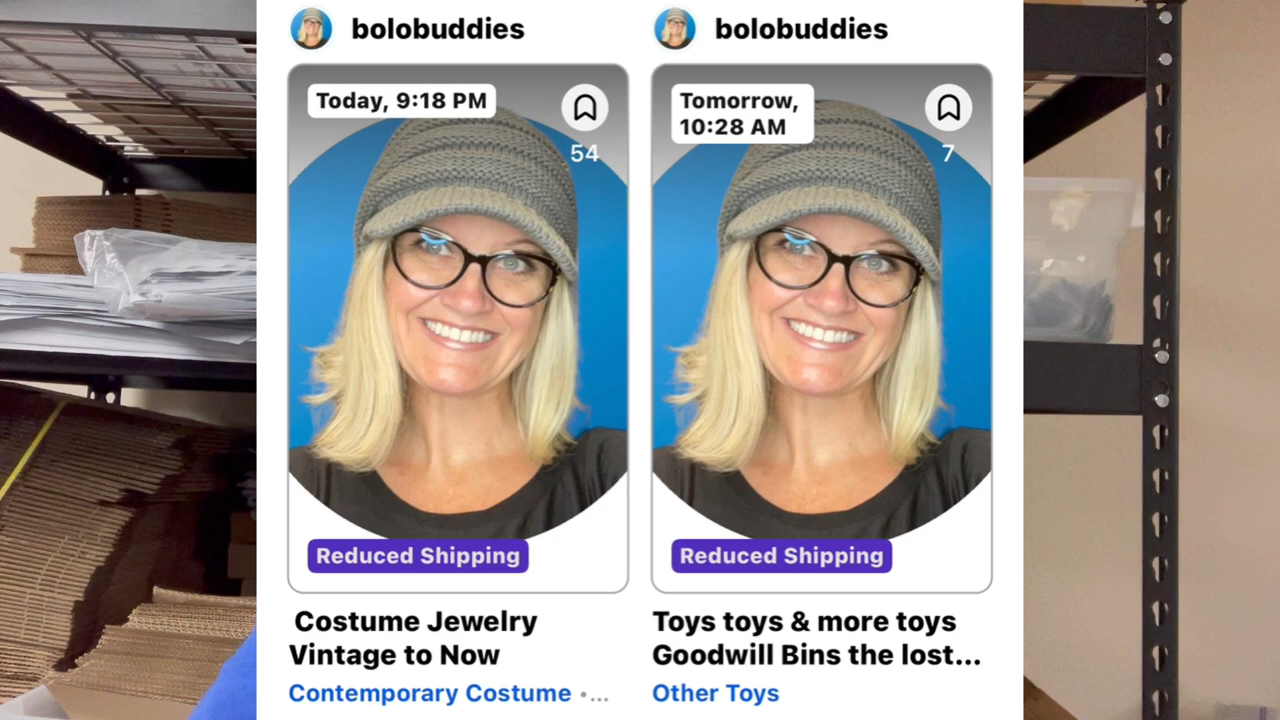 bolobuddies
Today, 9:18 PM
54
Reduced Shipping
Costume Jewelry
Vintage to Now
Contemporary Costume •...
bolobuddies
Tomorrow,
10:28 AM
7
Reduced Shipping
Toys toys & more toys
Goodwill Bins the lost...
Other Toys